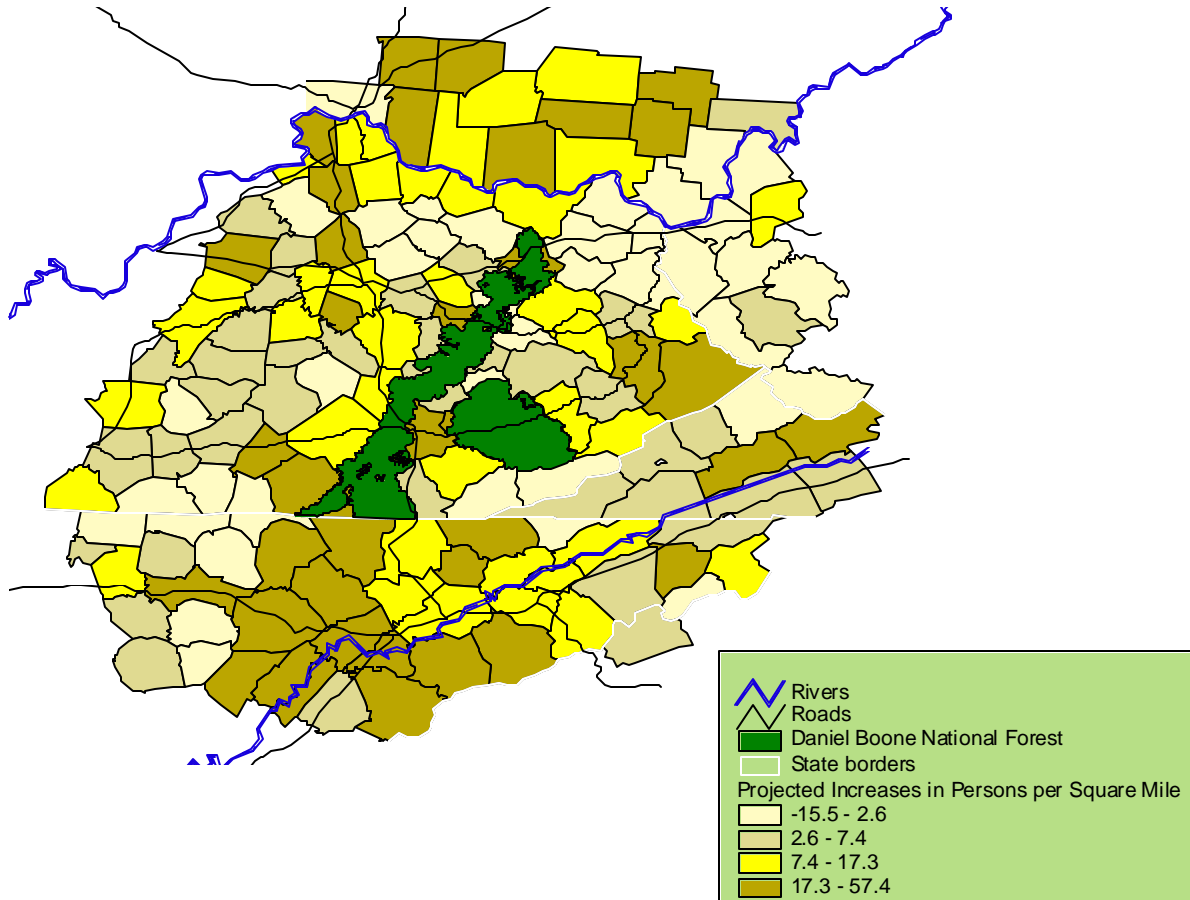 Rivers
Roads
Daniel Boone National Forest
State borders
Projected Increases in Persons per Square Mile
-15.5 - 2.6
2.6 - 7.4
7.4 - 17.3
17.3 - 57.4